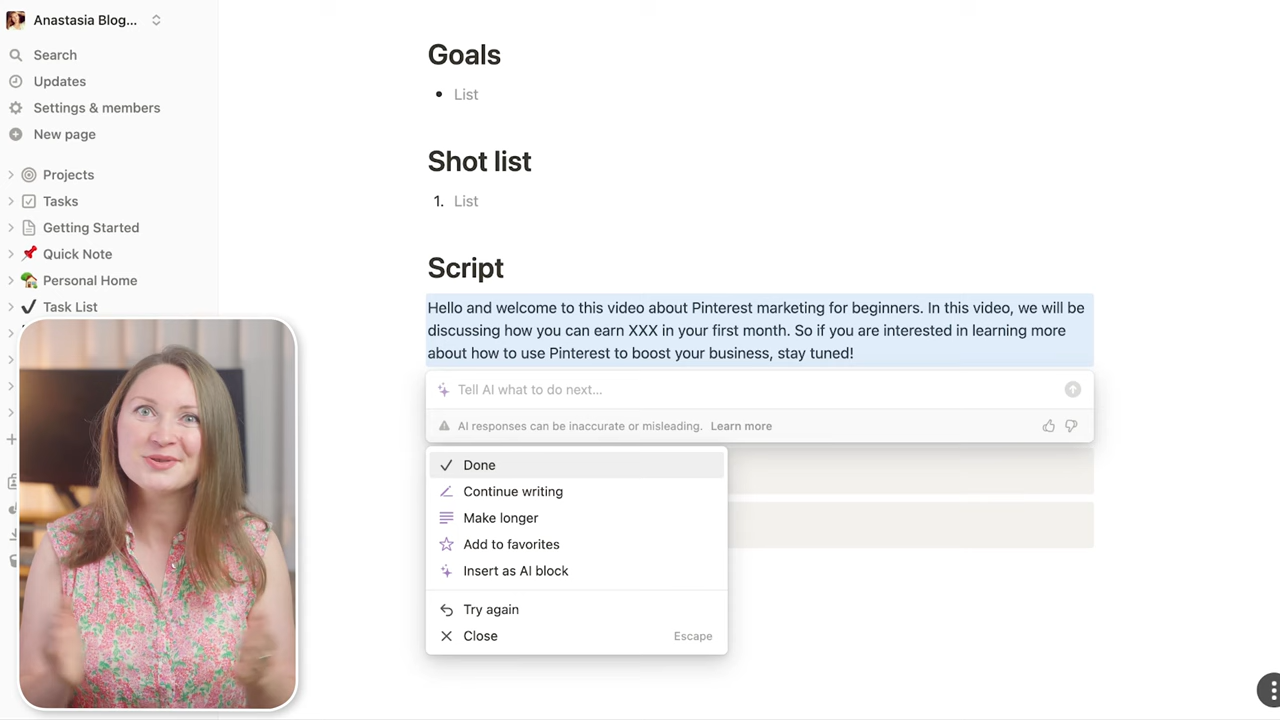 Anastasia Blog...
Search
Updates
Settings & members
New page
Projects
Tasks
Getting Started
Quick Note
Personal Home
Task List
Goals
• List
Shot list
1. List
Script
Hello and welcome to this video about Pinterest marketing for beginners. In this video, we will be
discussing how you can earn XXX in your first month. So if you are interested in learning more
about how to use Pinterest to boost your business, stay tuned!
Tell AI what to do next...
AI responses can be inaccurate or misleading. Learn more
Done
Continue writing
Make longer
Add to favorites
Insert as AI block
Try again
Close Escape